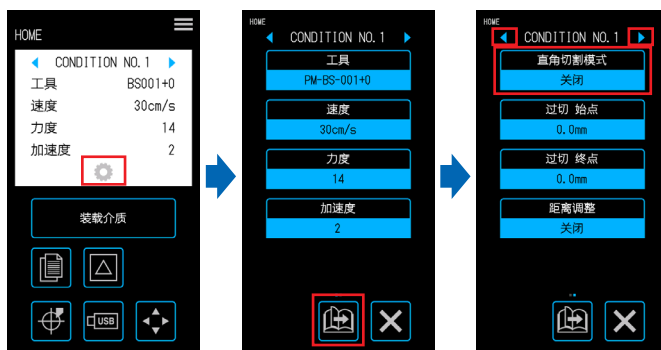 HOME
CONDITION NO. 1
工具 BS001+0
速度 30cm/s
力度 14
加速度 2
装载介质
USB
HOME
CONDITION NO. 1
工具
PM-BS-001+0
速度
30cm/s
力度
14
加速度
2
HOME
CONDITION NO. 1
直角切割模式
关闭
过切 始点
0.0mm
过切 终点
0.0mm
距离调整
关闭